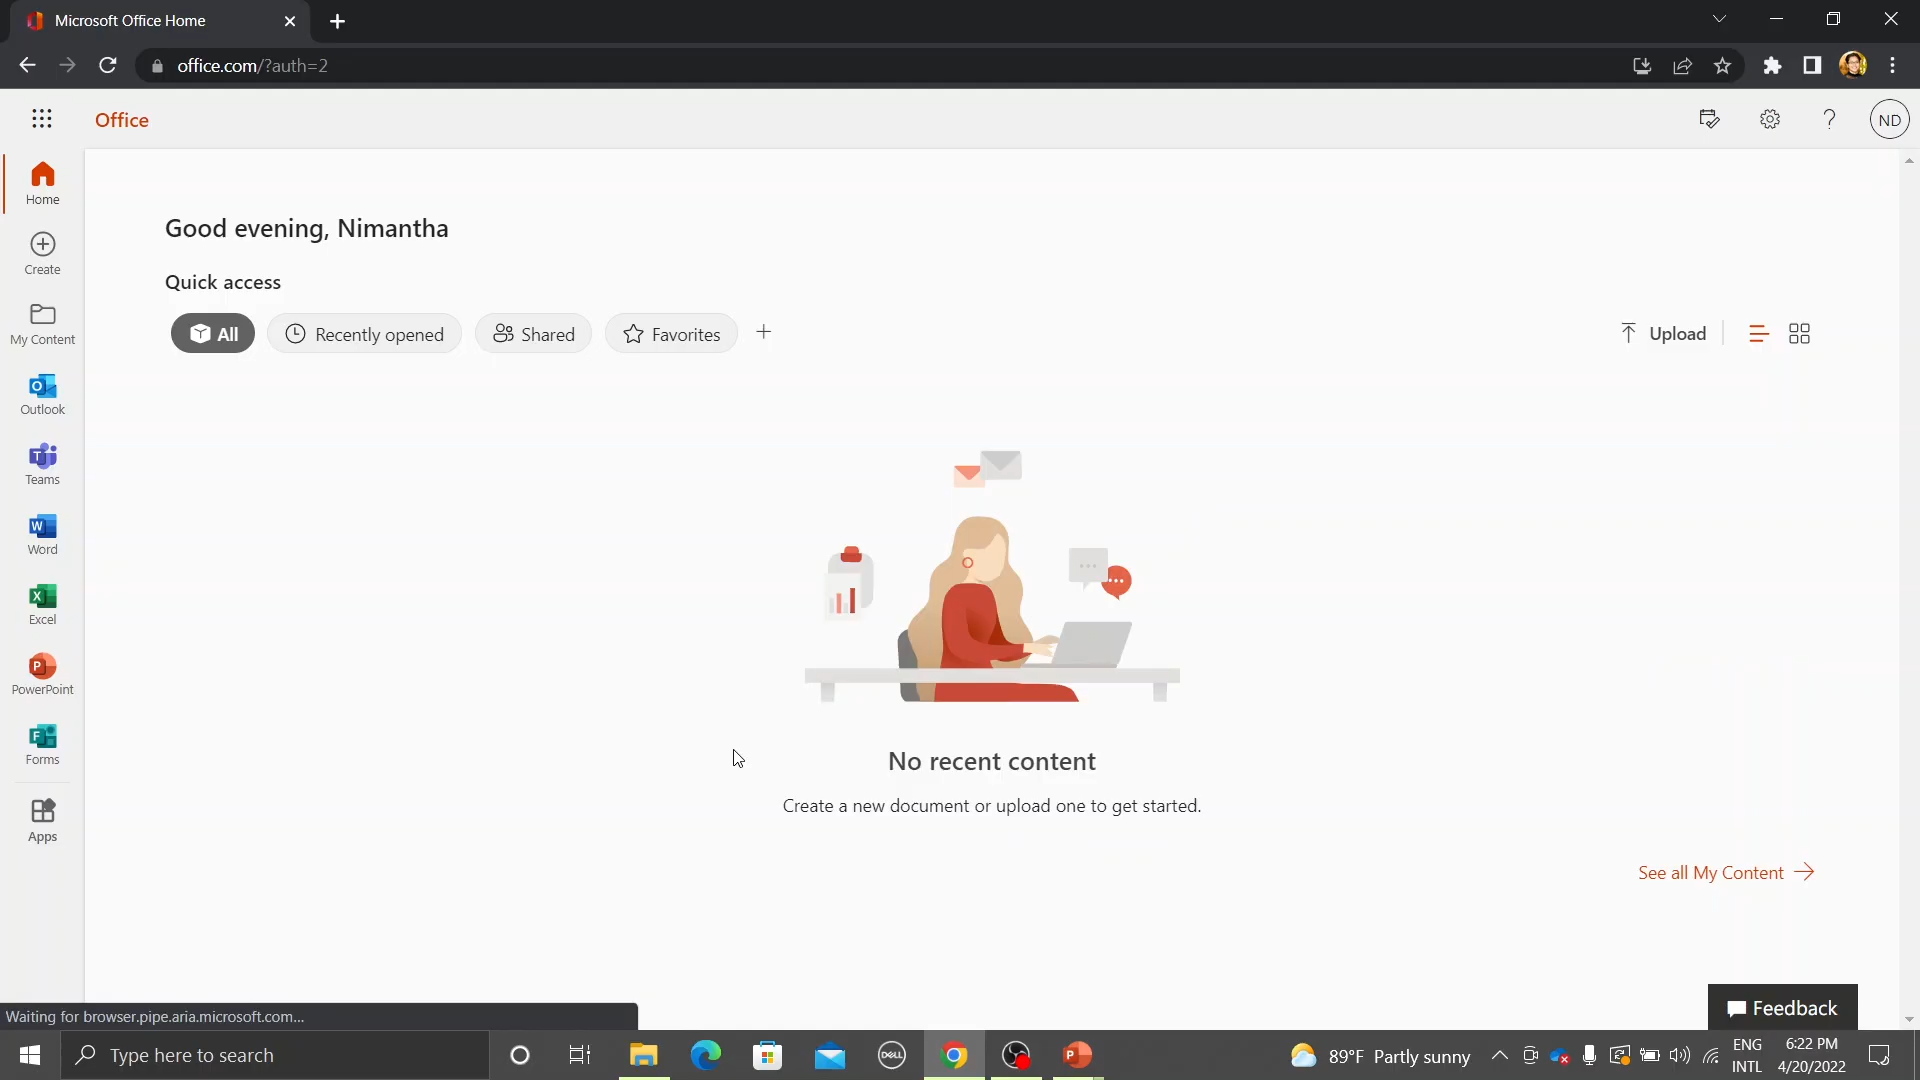 Microsoft Office Home
office.com/?auth=2
Office
ND
Home
Create
My Content
Outlook
Teams
Word
Excel
PowerPoint
Forms
Apps
Good evening, Nimantha
Quick access
All
Recently opened
Shared
Favorites
Upload
No recent content
Create a new document or upload one to get started.
See all My Content
Feedback
Waiting for browser.pipe.aria.microsoft.com...
Type here to search
DELL
89°F Partly sunny
ENG
INTL
6:22 PM
4/20/2022